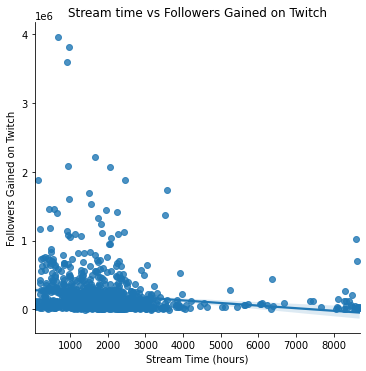 Stream time vs Followers Gained on Twitch
1e6
4
3
2
1
0
Followers Gained on Twitch
1000 2000 3000 4000 5000 6000 7000 8000
Stream Time (hours)